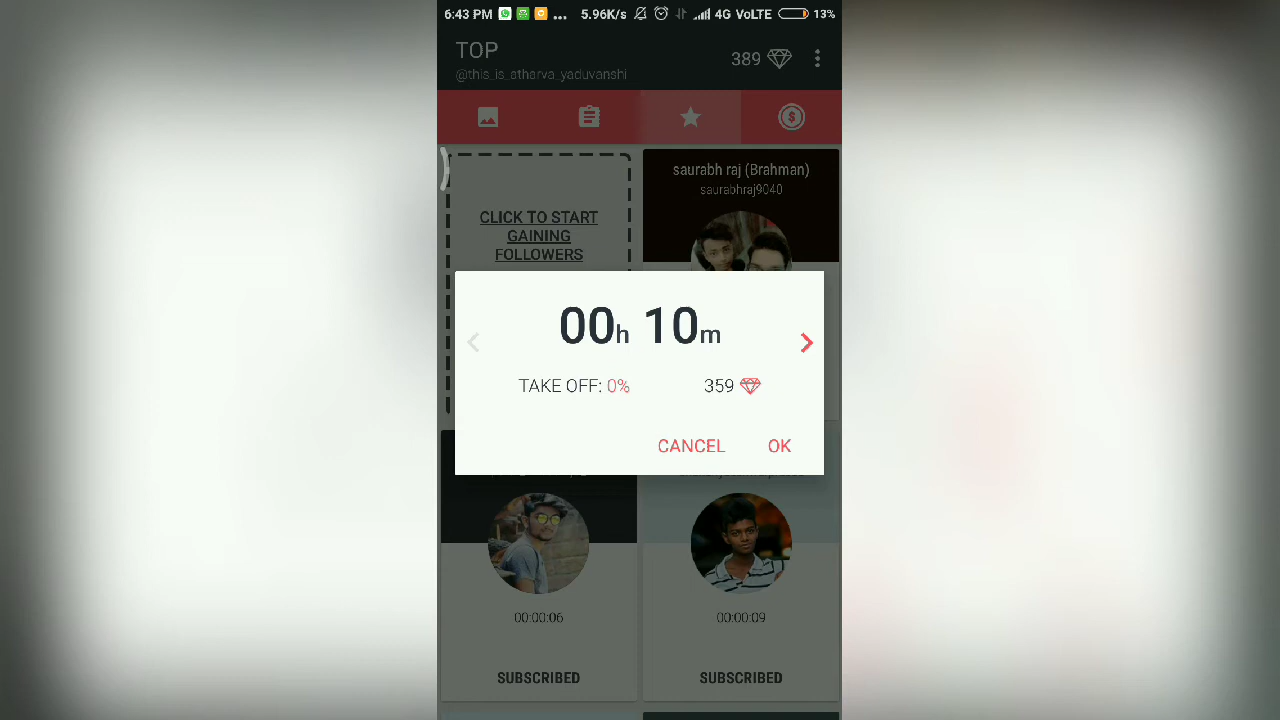 6:43 PM ... 5.96K/s 4G VoLTE 13%
TOP
@this_is_atharva_yaduvanshi
389
CLICK TO START
GAINING
FOLLOWERS
saurabh raj (Brahman)
saurabhraj9040
00h 10m
TAKE OFF: 0% 359
CANCEL OK
00:00:06
00:00:09
SUBSCRIBED
SUBSCRIBED